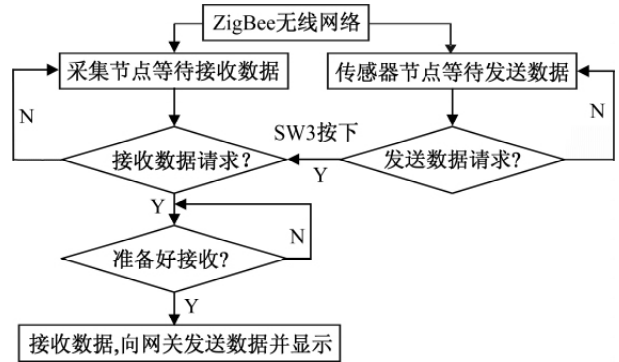 ZigBee无线网络
采集节点等待接收数据
传感器节点等待发送数据
N
N
SW3按下
接收数据请求?
Y
发送数据请求?
Y
N
准备好接收?
Y
接收数据,向网关发送数据并显示